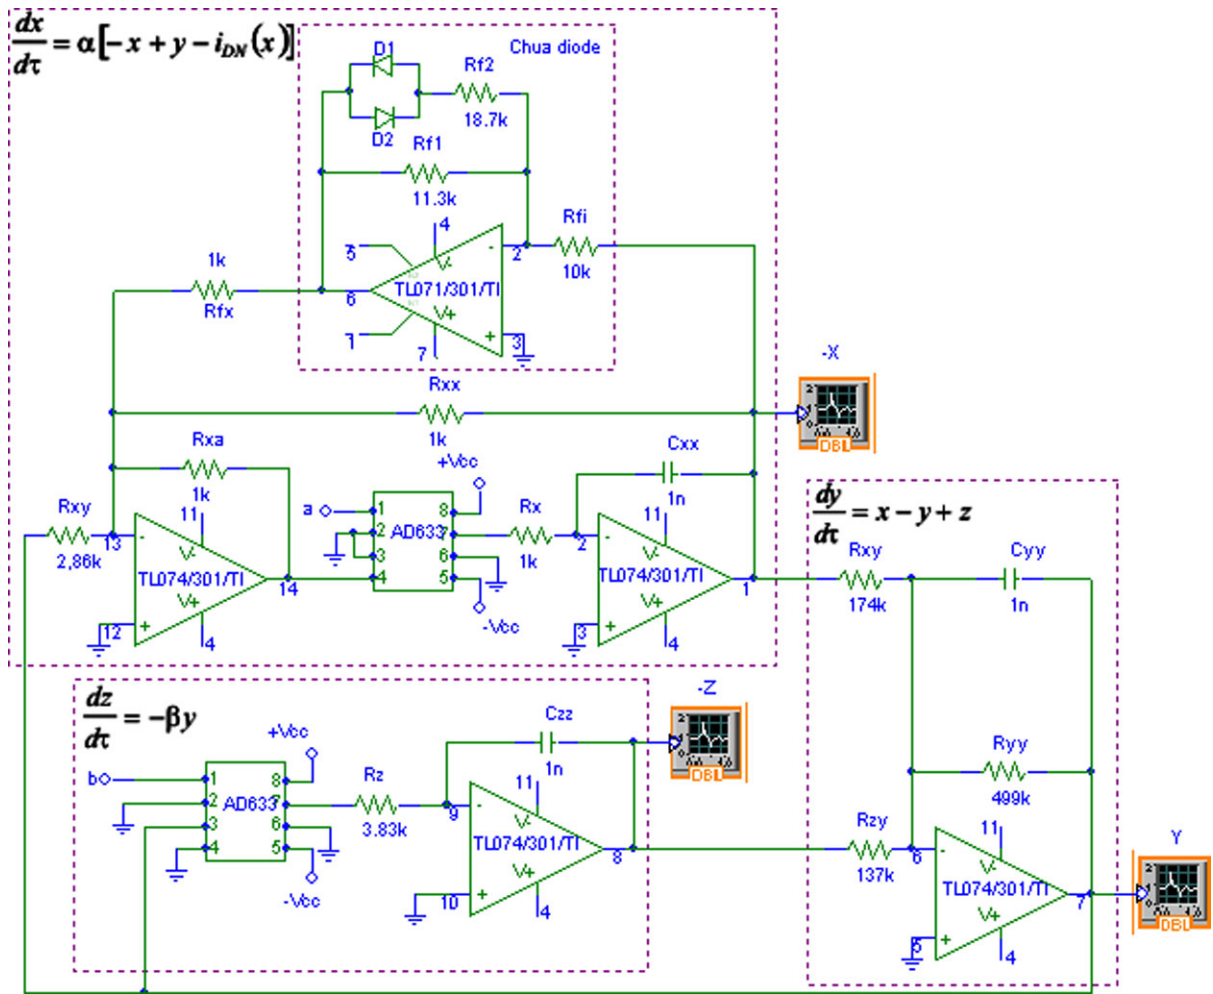 dx/dτ = α[-x + y - i_DN(x)]
Chua diode
D1
Rf2
18.7k
D2
Rf1
11.3k
Rfi
10k
4
5
2
V-
TL071/301/TI
6
V+
+
3
1
7
1k
Rfx
-X
DBL
Rxx
1k
Rxa
1k
+Vcc
Cxx
1n
Rxy
2,86k
13
11
V-
TL074/301/TI
V+
12
+
4
14
a
1
2
3
4
AD633
8
7
6
5
-Vcc
Rx
1k
2
11
V-
TL074/301/TI
V+
3
+
4
1
dy/dτ = x - y + z
Rxy
174k
Cyy
1n
Ryy
499k
Rzy
137k
6
11
V-
TL074/301/TI
V+
5
+
4
7
Y
DBL
dz/dτ = -βy
+Vcc
b
1
2
3
4
AD633
8
7
6
5
-Vcc
Rz
3.83k
Czz
1n
9
11
V-
TL074/301/TI
V+
10
+
4
8
-Z
DBL